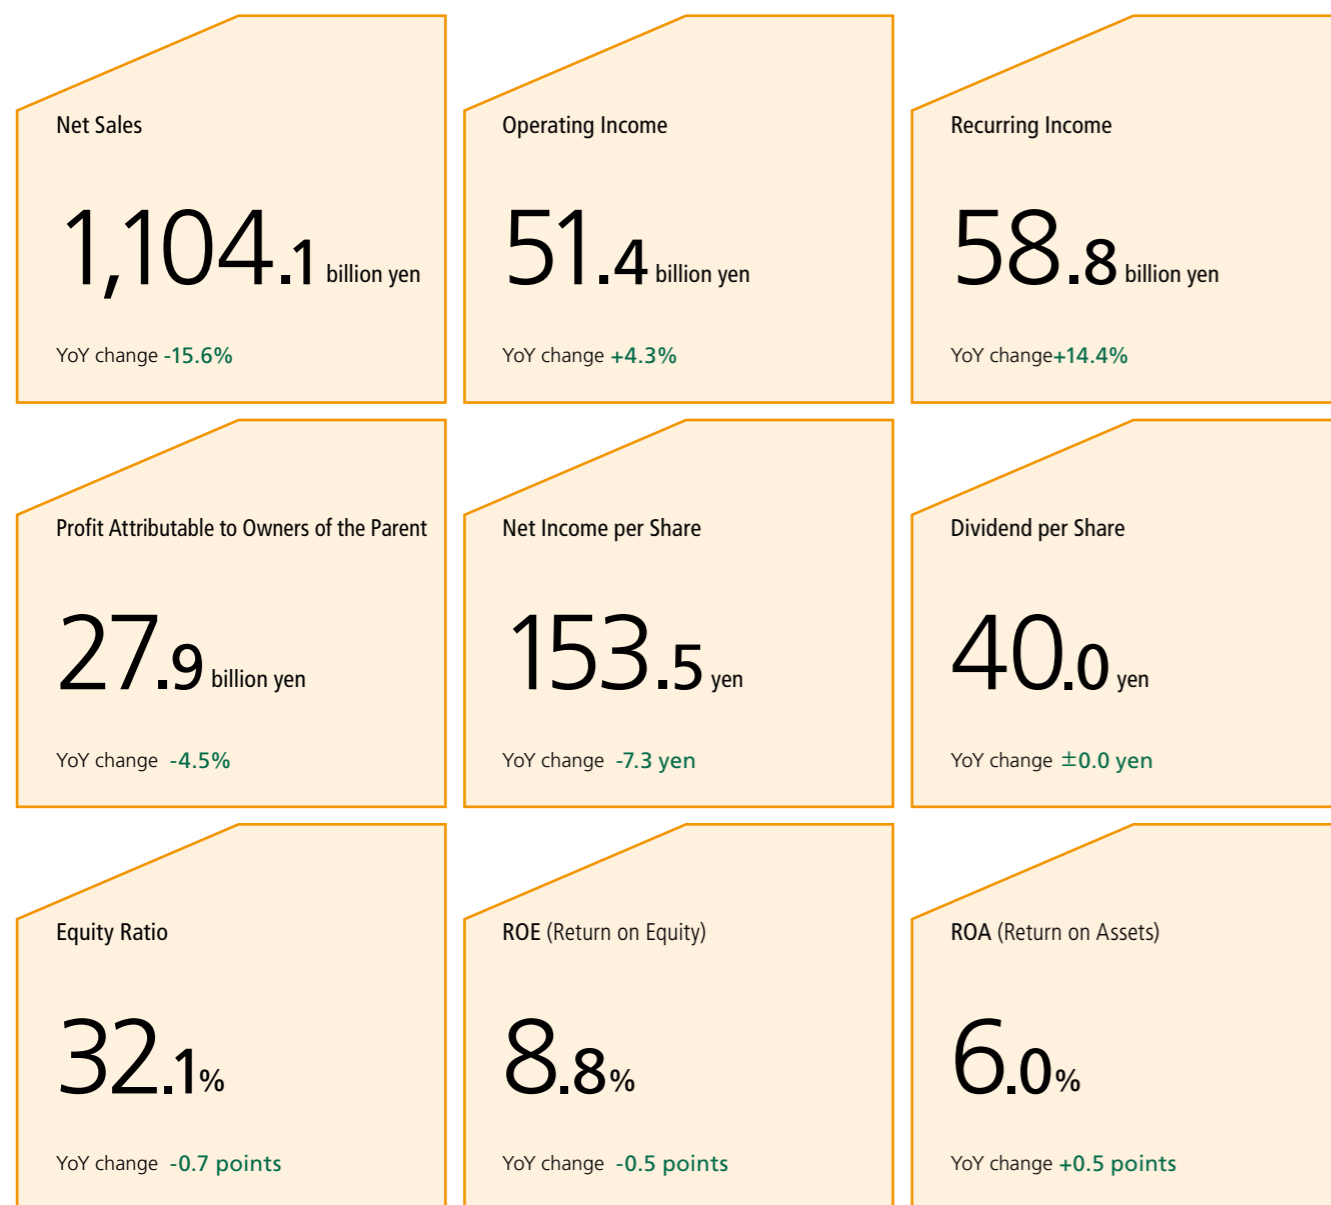 Net Sales
1,104.1 billion yen
YoY change -15.6%
Operating Income
51.4 billion yen
YoY change +4.3%
Recurring Income
58.8 billion yen
YoY change+14.4%
Profit Attributable to Owners of the Parent
27.9 billion yen
YoY change -4.5%
Net Income per Share
153.5 yen
YoY change -7.3 yen
Dividend per Share
40.0 yen
YoY change ±0.0 yen
Equity Ratio
32.1%
YoY change -0.7 points
ROE (Return on Equity)
8.8%
YoY change -0.5 points
ROA (Return on Assets)
6.0%
YoY change +0.5 points